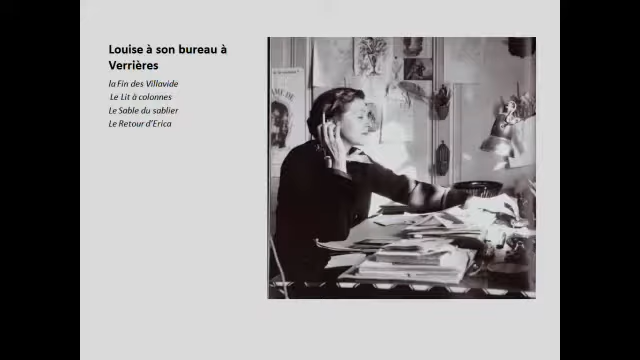 Louise à son bureau à
Verrières
la Fin des Villavide
Le Lit à colonnes
Le Sable du sablier
Le Retour d'Erica